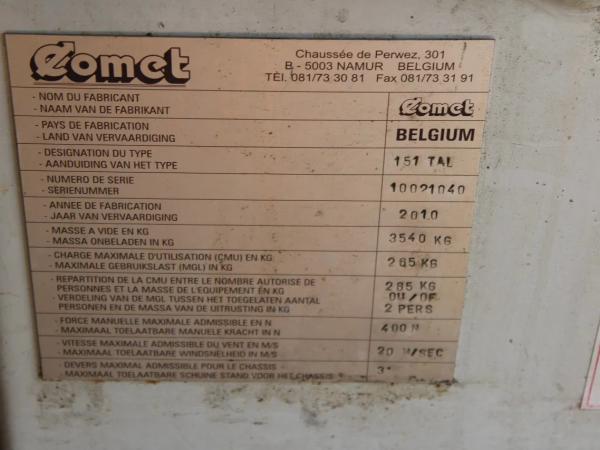 Comet
Chaussée de Perwez, 301
B - 5003 NAMUR BELGIUM
TÉl. 081/73 30 81 Fax 081/73 31 91
- NOM DU FABRICANT
- NAAM VAN DE FABRIKANT
Comet
- PAYS DE FABRICATION
- LAND VAN VERVAARDIGING
BELGIUM
- DESIGNATION DU TYPE
- AANDUIDING VAN HET TYPE
151 TAL
- NUMERO DE SERIE
- SERIENUMMER
10021040
- ANNEE DE FABRICATION
- JAAR VAN VERVAARDIGING
2010
- MASSE A VIDE EN KG
- MASSA ONBELADEN IN KG
3540 KG
- CHARGE MAXIMALE D'UTILISATION (CMU) EN KG
- MAXIMALE GEBRUIKSLAST (MGL) IN KG
265 KG
- REPARTITION DE LA CMU ENTRE LE NOMBRE AUTORISE DE
PERSONNES ET LA MASSE DE L'EQUIPEMENT EN KG
- VERDELING VAN DE MGL TUSSEN HET TOEGELATEN AANTAL
PERSONEN EN DE MASSA VAN DE UITRUSTING IN KG
265 KG
OU/OF
2 PERS
- FORCE MANUELLE MAXIMALE ADMISSIBLE EN N
- MAXIMAAL TOELAATBARE MANUELE KRACHT IN N
400 N
- VITESSE MAXIMALE ADMISSIBLE DU VENT EN M/S
- MAXIMAAL TOELAATBARE WINDSNELHEID IN M/S
20 M/SEC
- DEVERS MAXIMAL ADMISSIBLE POUR LE CHASSIS
- MAXIMAAL TOELAATBARE SCHUINE STAND VOOR HET CHASSIS
3°